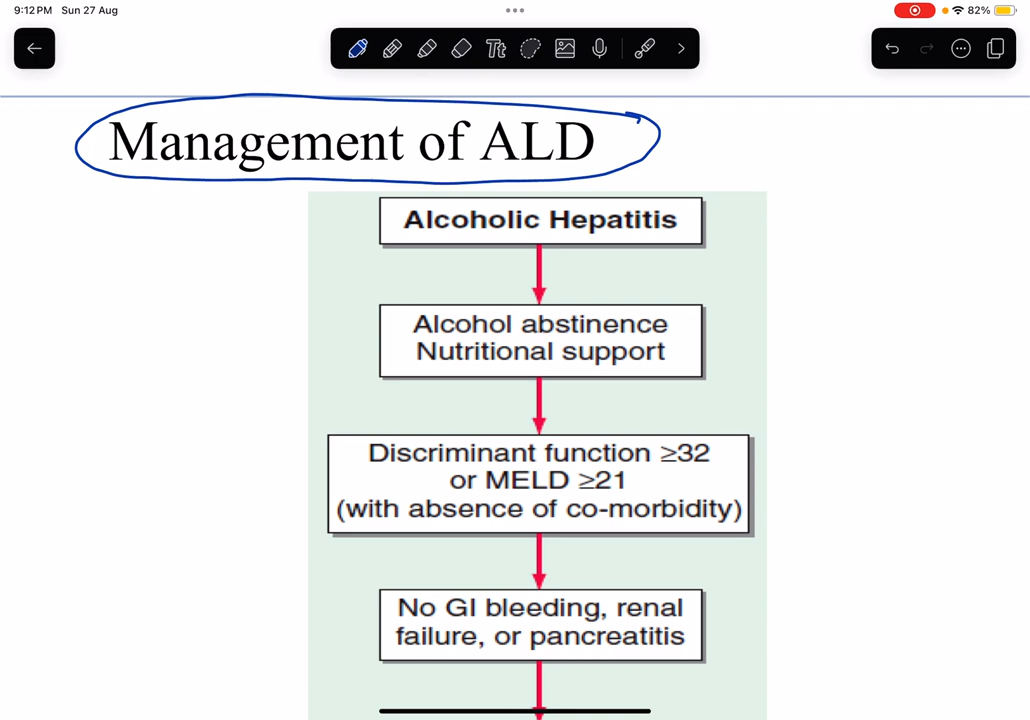 9:12 PM Sun 27 Aug
82%
Tt
Management of ALD
Alcoholic Hepatitis
Alcohol abstinence
Nutritional support
Discriminant function ≥32
or MELD ≥21
(with absence of co-morbidity)
No GI bleeding, renal
failure, or pancreatitis